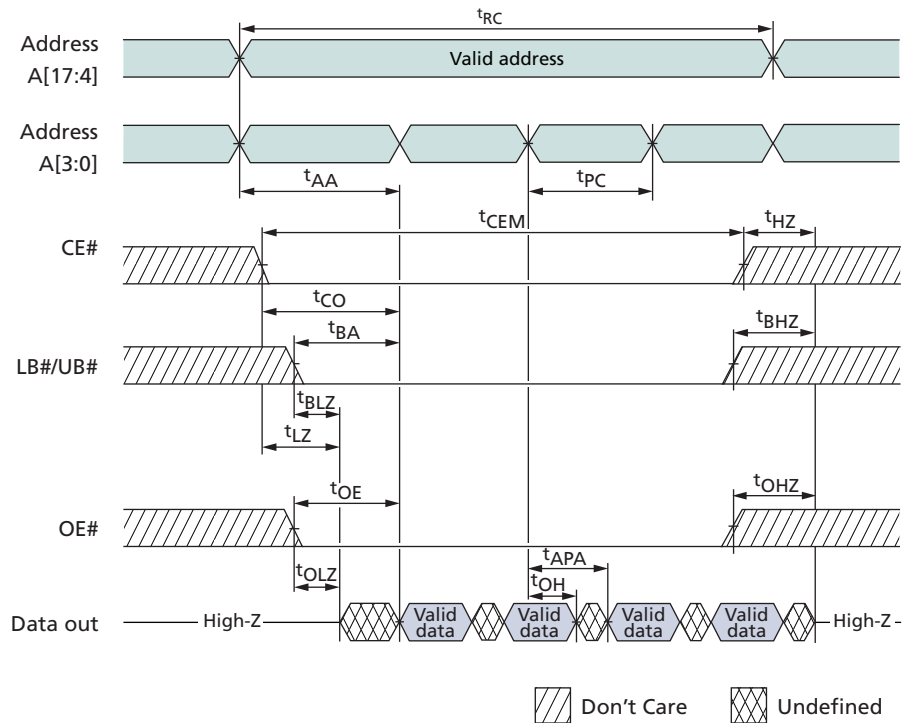 tRC
Address
A[17:4]
Valid address
Address
A[3:0]
tAA
tPC
tCEM
tHZ
CE#
tCO
tBA
tBHZ
LB#/UB#
tBLZ
tLZ
tOE
tOHZ
OE#
tAPA
tOLZ
tOH
Data out
High-Z
Valid data
Valid data
Valid data
Valid data
High-Z
Don't Care
Undefined